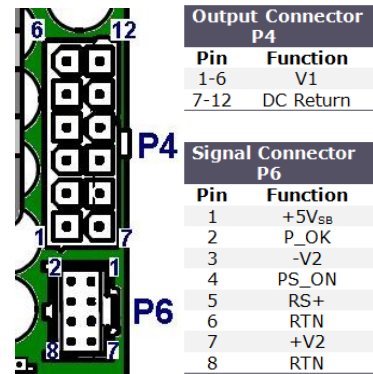 6
12
P4
1
7
2
1
P6
8
7
Output Connector
P4
Pin Function
1-6 V1
7-12 DC Return
Signal Connector
P6
Pin Function
1 +5VSB
2 P_OK
3 -V2
4 PS_ON
5 RS+
6 RTN
7 +V2
8 RTN